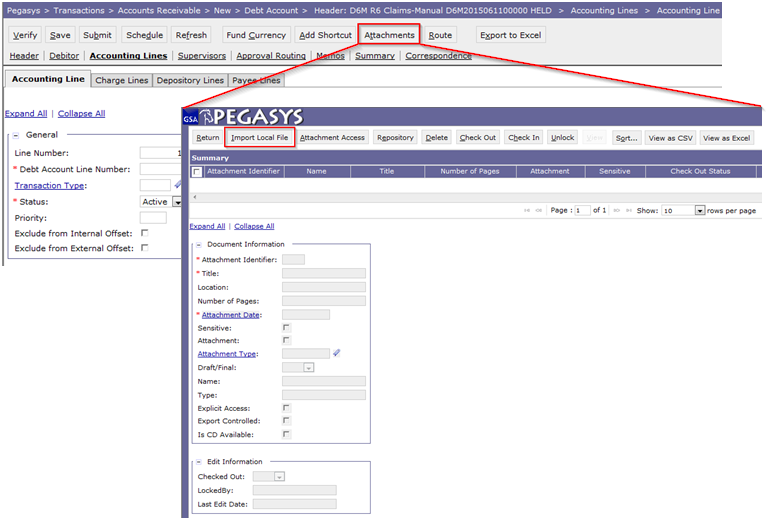 Pegasys > Transactions > Accounts Receivable > New > Debt Account > Header: D6M R6 Claims-Manual D6M2015061100000 HELD > Accounting Lines > Accounting Line
Verify Save Submit Schedule Refresh Fund Currency Add Shortcut Attachments Route Export to Excel
Header Debitor Accounting Lines Supervisors Approval Routing Memos Summary Correspondence
Accounting Line Charge Lines Depository Lines Payee Lines
Expand All | Collapse All
General
Line Number: 1
* Debt Account Line Number:
Transaction Type:
* Status: Active
Priority:
Exclude from Internal Offset:
Exclude from External Offset:
GSA PEGASYS
Return Import Local File Attachment Access Repository Delete Check Out Check In Unlock View Sort... View as CSV View as Excel
Summary
Attachment Identifier Name Title Number of Pages Attachment Sensitive Check Out Status
Page : 1 of 1 Show: 10 rows per page
Expand All | Collapse All
Document Information
* Attachment Identifier:
* Title:
Location:
Number of Pages:
* Attachment Date:
Sensitive:
Attachment:
Attachment Type:
Draft/Final:
Name:
Type:
Explicit Access:
Export Controlled:
Is CD Available:
Edit Information
Checked Out:
LockedBy:
Last Edit Date: